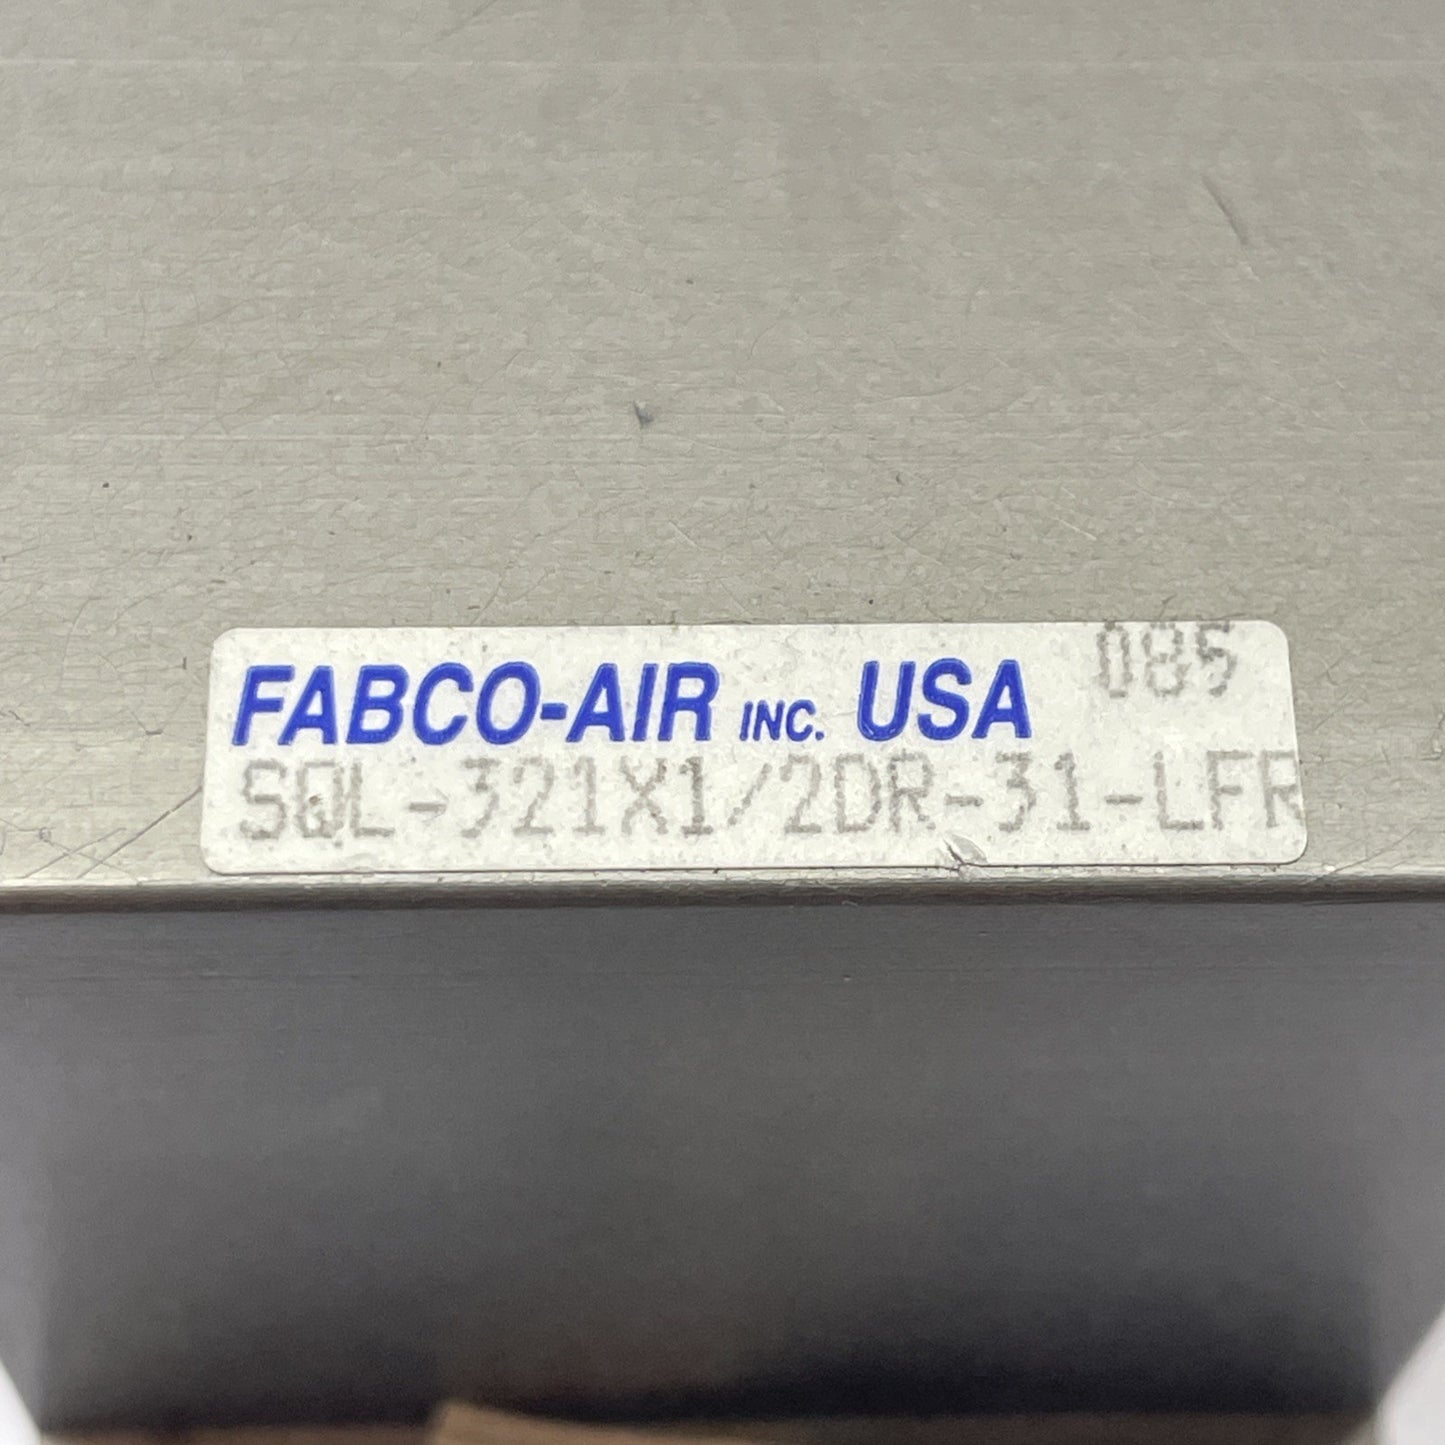 FABCO-AIR INC. USA 085
SQL-321X1/2DR-31-LFR